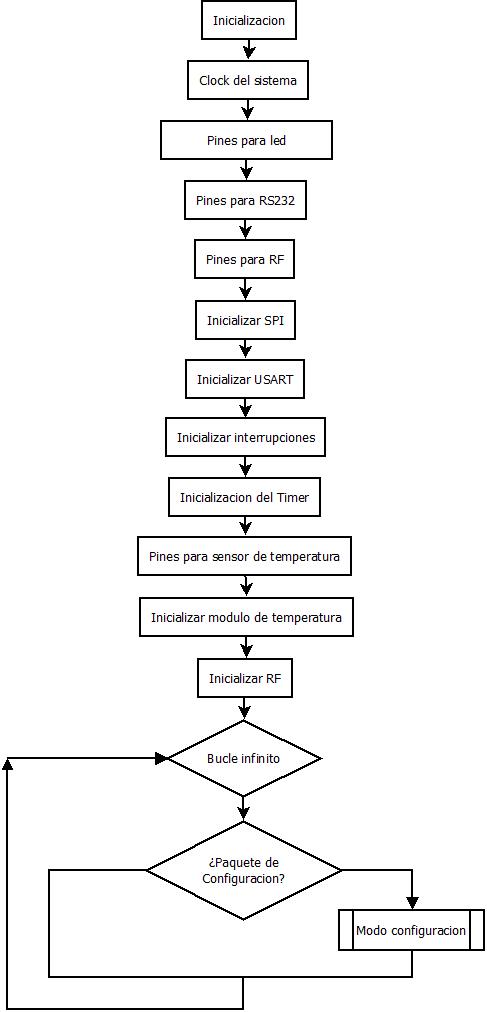 Inicializacion
Clock del sistema
Pines para led
Pines para RS232
Pines para RF
Inicializar SPI
Inicializar USART
Inicializar interrupciones
Inicializacion del Timer
Pines para sensor de temperatura
Inicializar modulo de temperatura
Inicializar RF
Bucle infinito
¿Paquete de
Configuracion?
Modo configuracion